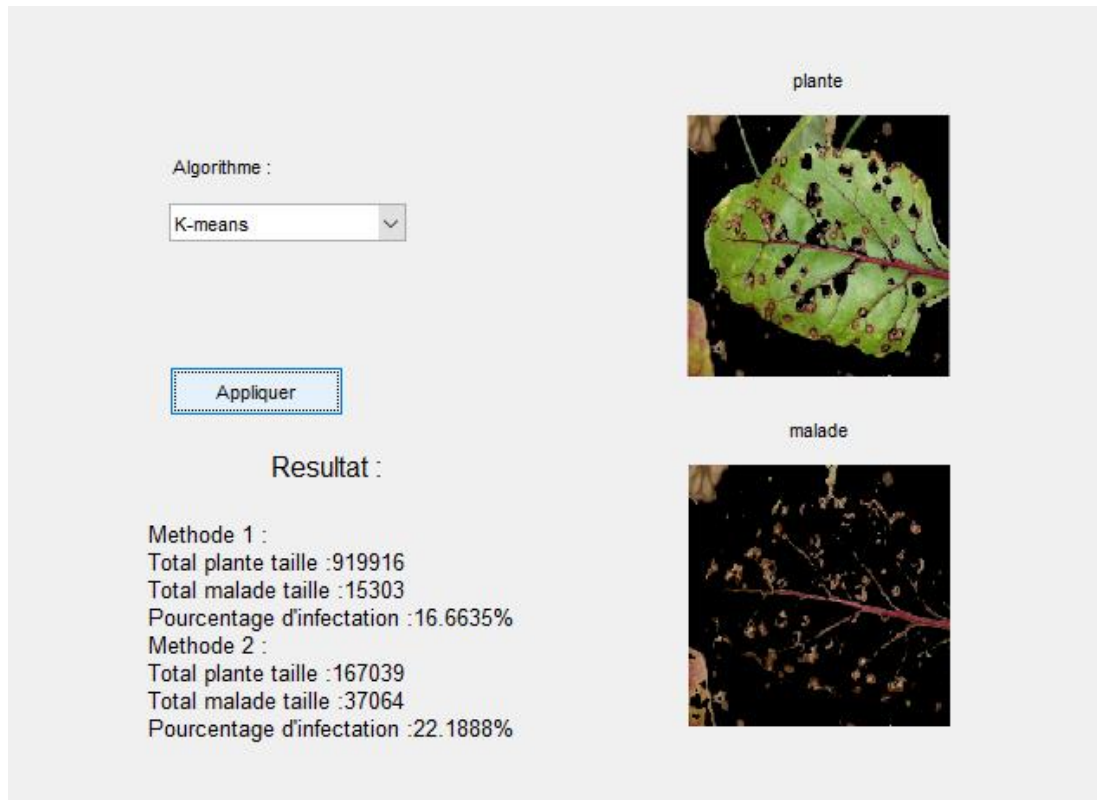 plante
Algorithme :
K-means
Appliquer
malade
Resultat :
Methode 1 :
Total plante taille :919916
Total malade taille :15303
Pourcentage d'infectation :16.6635%
Methode 2 :
Total plante taille :167039
Total malade taille :37064
Pourcentage d'infectation :22.1888%